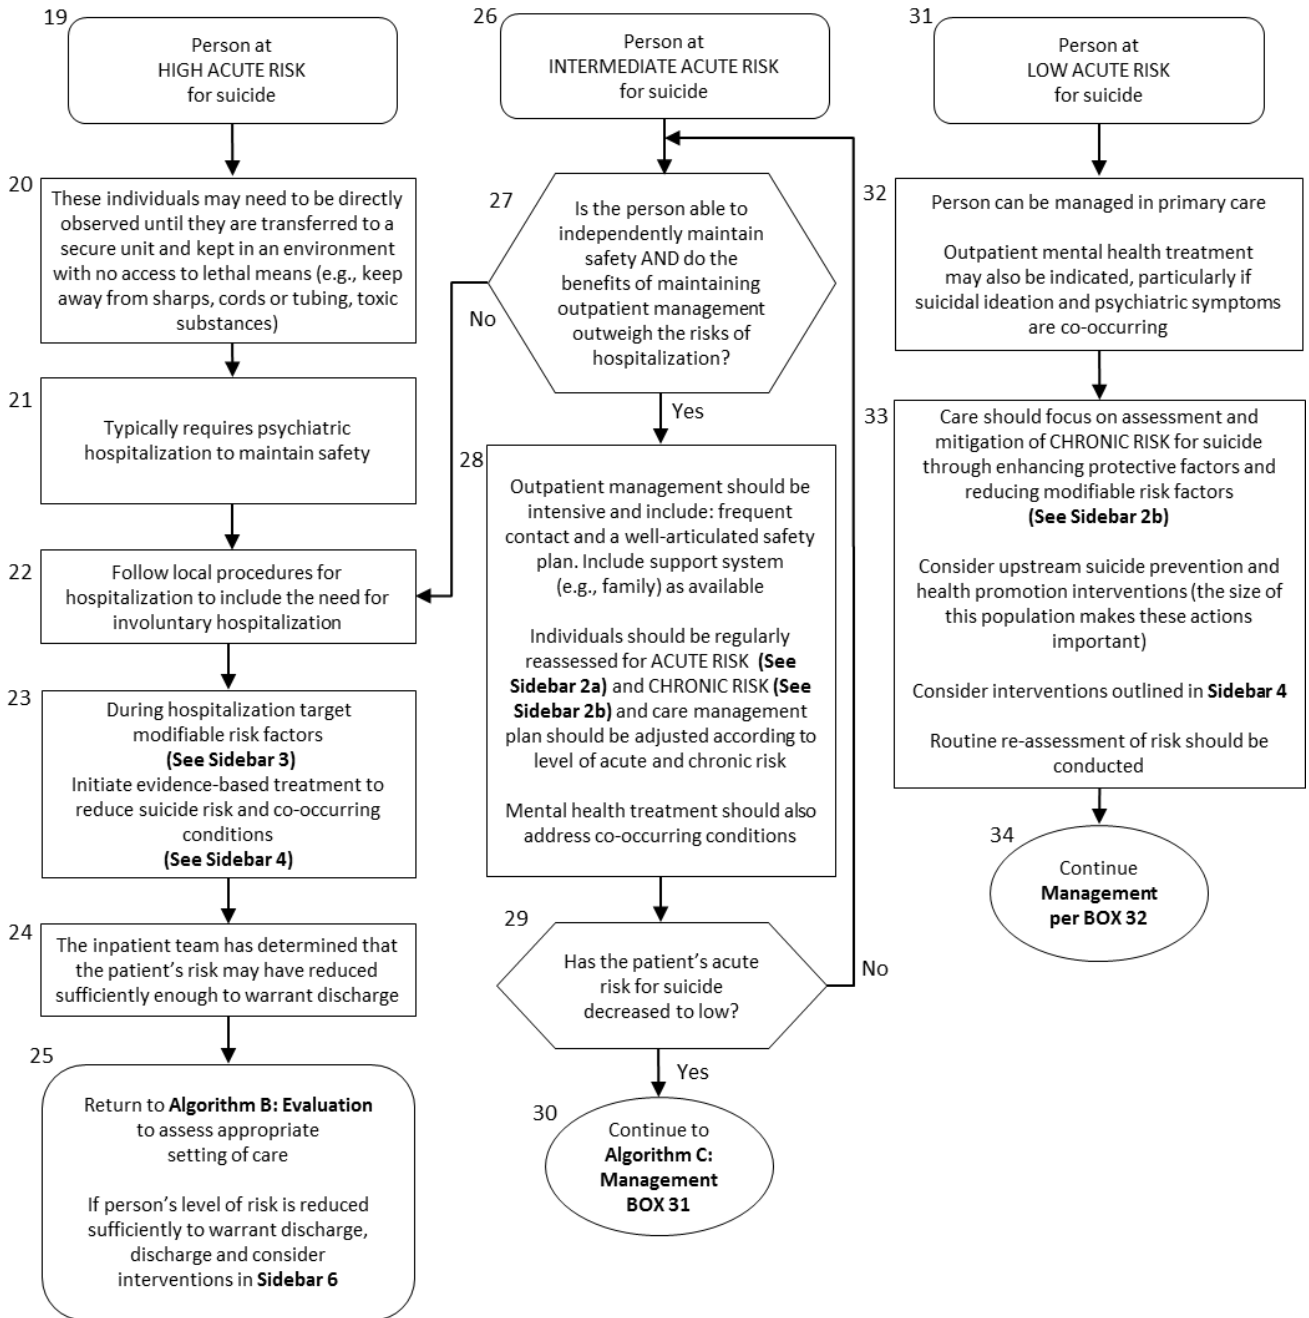 19
Person at
HIGH ACUTE RISK
for suicide
20
These individuals may need to be directly
observed until they are transferred to a
secure unit and kept in an environment
with no access to lethal means (e.g., keep
away from sharps, cords or tubing, toxic
substances)
21
Typically requires psychiatric
hospitalization to maintain safety
22
Follow local procedures for
hospitalization to include the need for
involuntary hospitalization
23
During hospitalization target
modifiable risk factors
(See Sidebar 3)
Initiate evidence-based treatment to
reduce suicide risk and co-occurring
conditions
(See Sidebar 4)
24
The inpatient team has determined that
the patient's risk may have reduced
sufficiently enough to warrant discharge
25
Return to Algorithm B: Evaluation
to assess appropriate
setting of care
If person's level of risk is reduced
sufficiently to warrant discharge,
discharge and consider
interventions in Sidebar 6
26
Person at
INTERMEDIATE ACUTE RISK
for suicide
27
Is the person able to
independently maintain
safety AND do the
benefits of maintaining
outpatient management
outweigh the risks of
hospitalization?
No
Yes
28
Outpatient management should be
intensive and include: frequent
contact and a well-articulated safety
plan. Include support system
(e.g., family) as available
Individuals should be regularly
reassessed for ACUTE RISK (See
Sidebar 2a) and CHRONIC RISK (See
Sidebar 2b) and care management
plan should be adjusted according to
level of acute and chronic risk
Mental health treatment should also
address co-occurring conditions
29
Has the patient's acute
risk for suicide
decreased to low?
No
Yes
30
Continue to
Algorithm C:
Management
BOX 31
31
Person at
LOW ACUTE RISK
for suicide
32
Person can be managed in primary care
Outpatient mental health treatment
may also be indicated, particularly if
suicidal ideation and psychiatric symptoms
are co-occurring
33
Care should focus on assessment and
mitigation of CHRONIC RISK for suicide
through enhancing protective factors and
reducing modifiable risk factors
(See Sidebar 2b)
Consider upstream suicide prevention and
health promotion interventions (the size of
this population makes these actions
important)
Consider interventions outlined in Sidebar 4
Routine re-assessment of risk should be
conducted
34
Continue
Management
per BOX 32